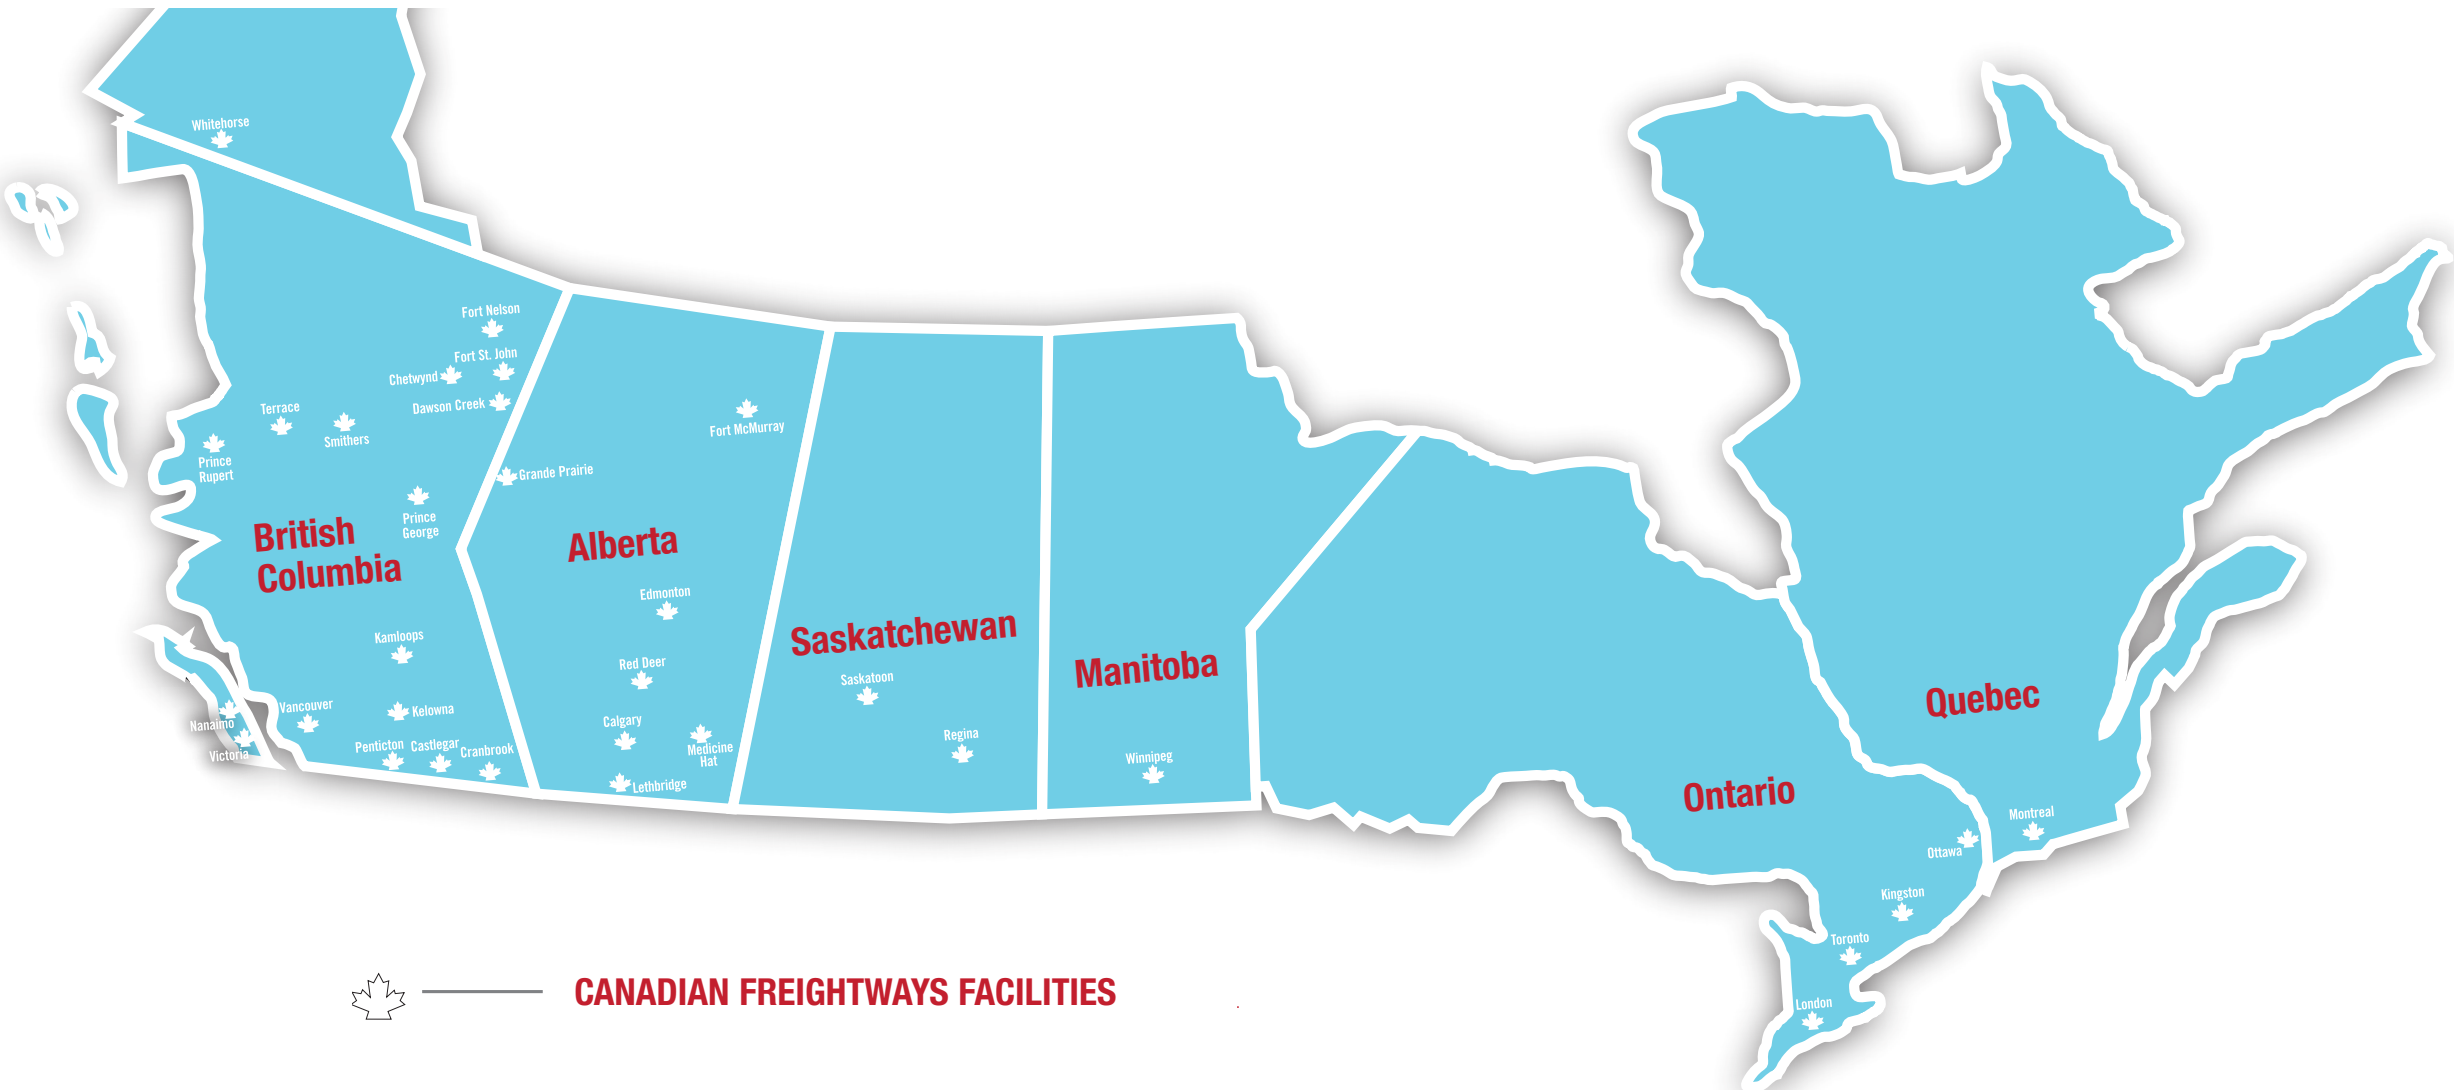 Whitehorse
Fort Nelson
Fort St. John
Chetwynd
Dawson Creek
Terrace
Smithers
Prince
Rupert
Fort McMurray
Grande Prairie
Prince
George
British
Columbia
Alberta
Edmonton
Saskatchewan
Kamloops
Manitoba
Red Deer
Saskatoon
Quebec
Vancouver
Kelowna
Nanaimo
Calgary
Victoria
Penticton
Castlegar
Cranbrook
Medicine
Hat
Regina
Winnipeg
Lethbridge
Ontario
Montreal
Ottawa
Kingston
Toronto
London
CANADIAN FREIGHTWAYS FACILITIES